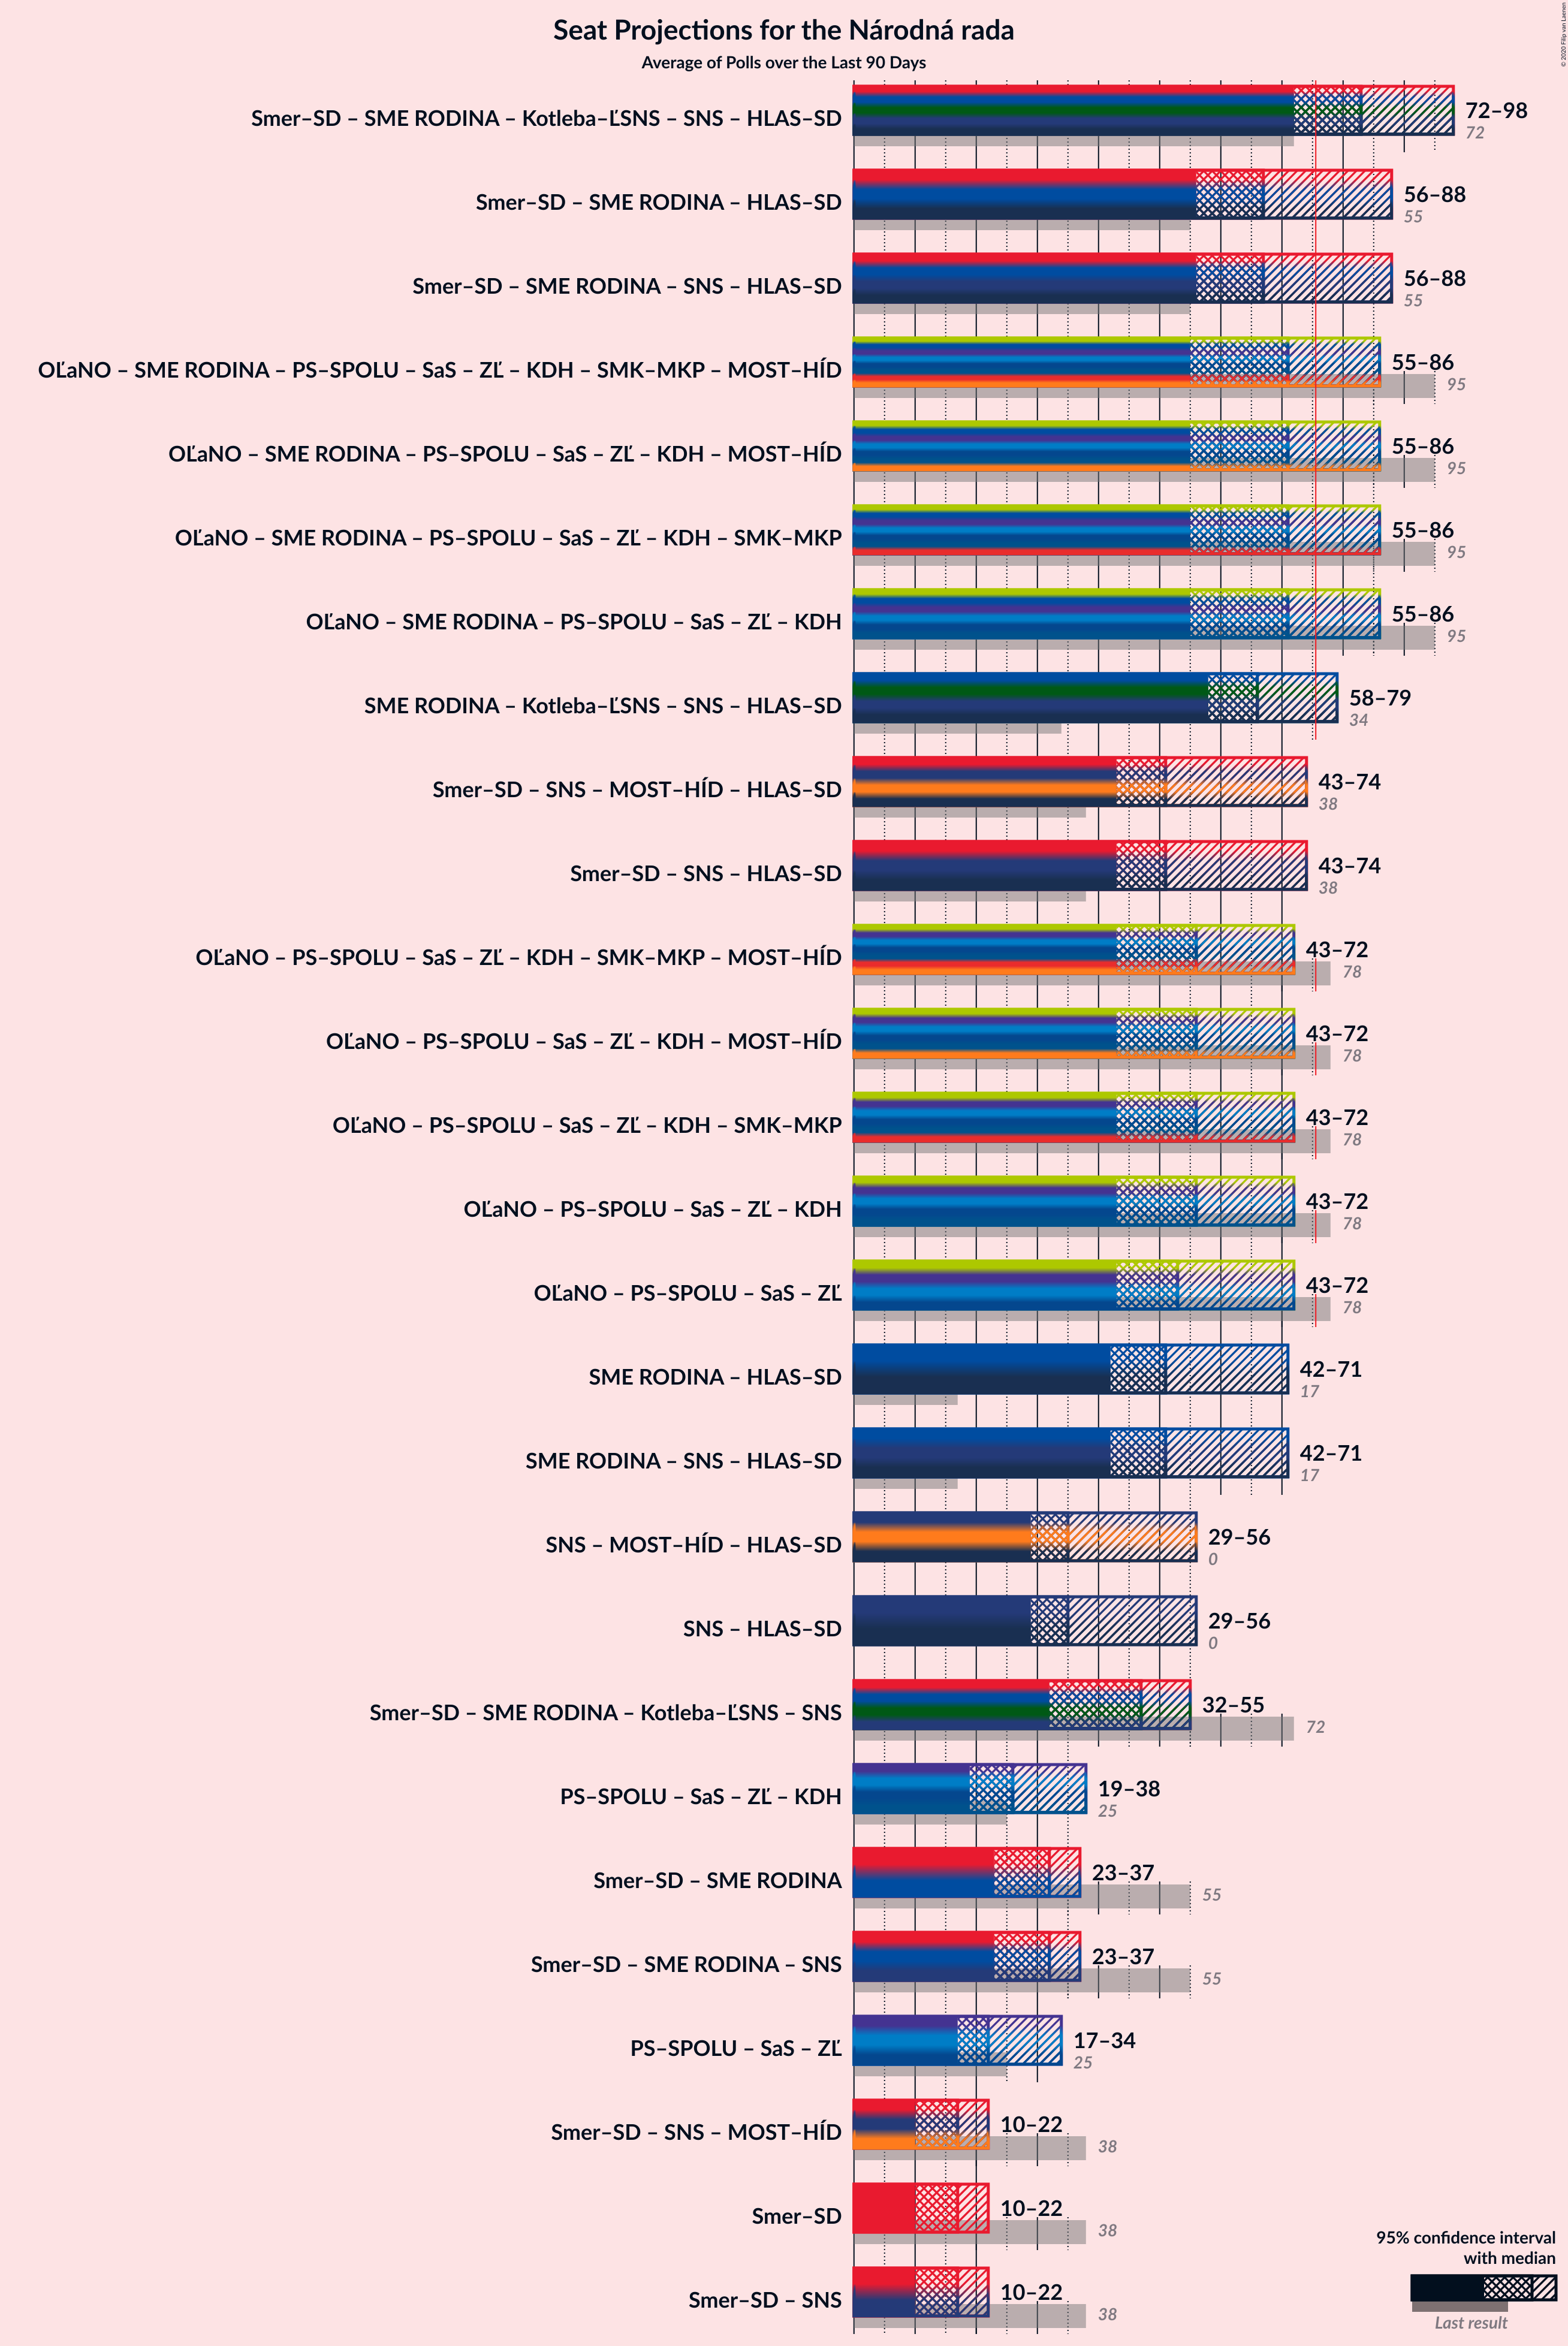 Seat Projections for the Národná rada
Average of Polls over the Last 90 Days
© 2020 Filip van Laenen
Smer–SD – SME RODINA – Kotleba–ĽSNS – SNS – HLAS–SD
72–98
72
Smer–SD – SME RODINA – HLAS–SD
56–88
55
Smer–SD – SME RODINA – SNS – HLAS–SD
56–88
55
OĽaNO – SME RODINA – PS–SPOLU – SaS – ZĽ – KDH – SMK–MKP – MOST–HÍD
55–86
95
OĽaNO – SME RODINA – PS–SPOLU – SaS – ZĽ – KDH – MOST–HÍD
55–86
95
OĽaNO – SME RODINA – PS–SPOLU – SaS – ZĽ – KDH – SMK–MKP
55–86
95
OĽaNO – SME RODINA – PS–SPOLU – SaS – ZĽ – KDH
55–86
95
SME RODINA – Kotleba–ĽSNS – SNS – HLAS–SD
58–79
34
Smer–SD – SNS – MOST–HÍD – HLAS–SD
43–74
38
Smer–SD – SNS – HLAS–SD
43–74
38
OĽaNO – PS–SPOLU – SaS – ZĽ – KDH – SMK–MKP – MOST–HÍD
43–72
78
OĽaNO – PS–SPOLU – SaS – ZĽ – KDH – MOST–HÍD
43–72
78
OĽaNO – PS–SPOLU – SaS – ZĽ – KDH – SMK–MKP
43–72
78
OĽaNO – PS–SPOLU – SaS – ZĽ – KDH
43–72
78
OĽaNO – PS–SPOLU – SaS – ZĽ
43–72
78
SME RODINA – HLAS–SD
42–71
17
SME RODINA – SNS – HLAS–SD
42–71
17
SNS – MOST–HÍD – HLAS–SD
29–56
0
SNS – HLAS–SD
29–56
0
Smer–SD – SME RODINA – Kotleba–ĽSNS – SNS
32–55
72
PS–SPOLU – SaS – ZĽ – KDH
19–38
25
Smer–SD – SME RODINA
23–37
55
Smer–SD – SME RODINA – SNS
23–37
55
PS–SPOLU – SaS – ZĽ
17–34
25
Smer–SD – SNS – MOST–HÍD
10–22
38
Smer–SD
10–22
38
Smer–SD – SNS
10–22
38
95% confidence interval
with median
Last result